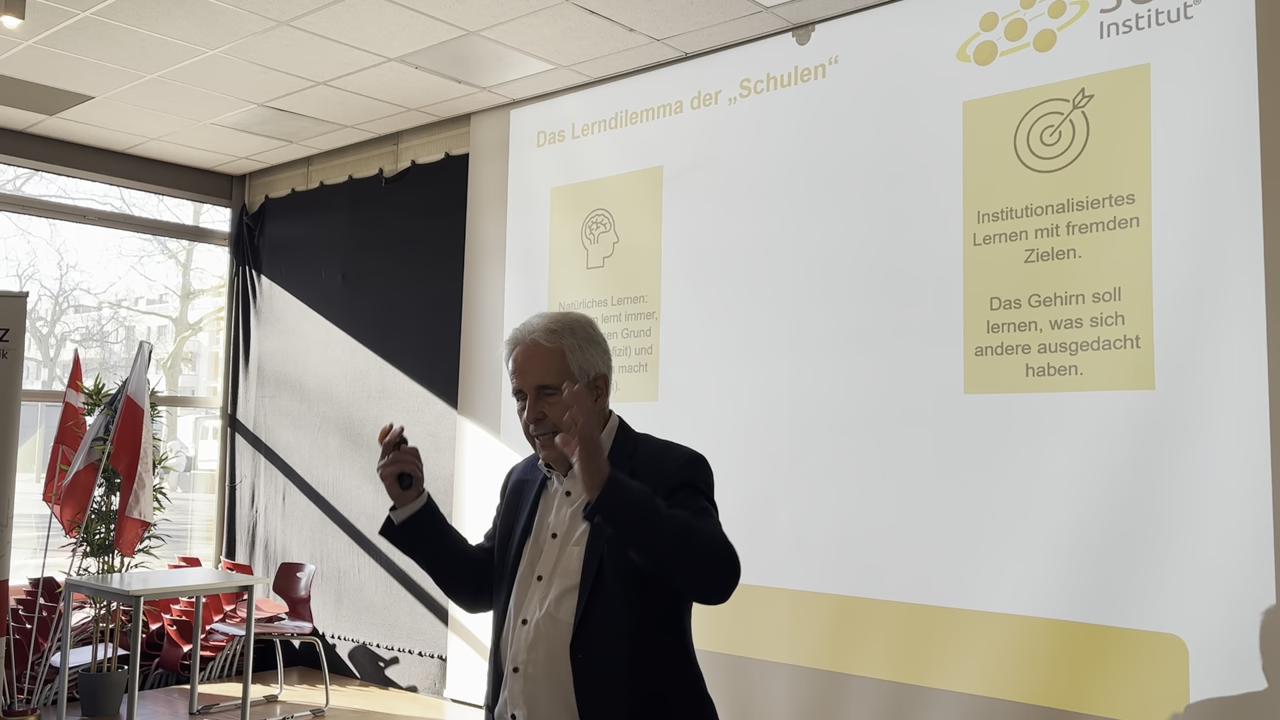 Institut®
Das Lerndilemma der „Schulen“
Natürliches Lernen:
lernt immer,
Grund
und
macht
Institutionalisiertes
Lernen mit fremden
Zielen.
Das Gehirn soll
lernen, was sich
andere ausgedacht
haben.